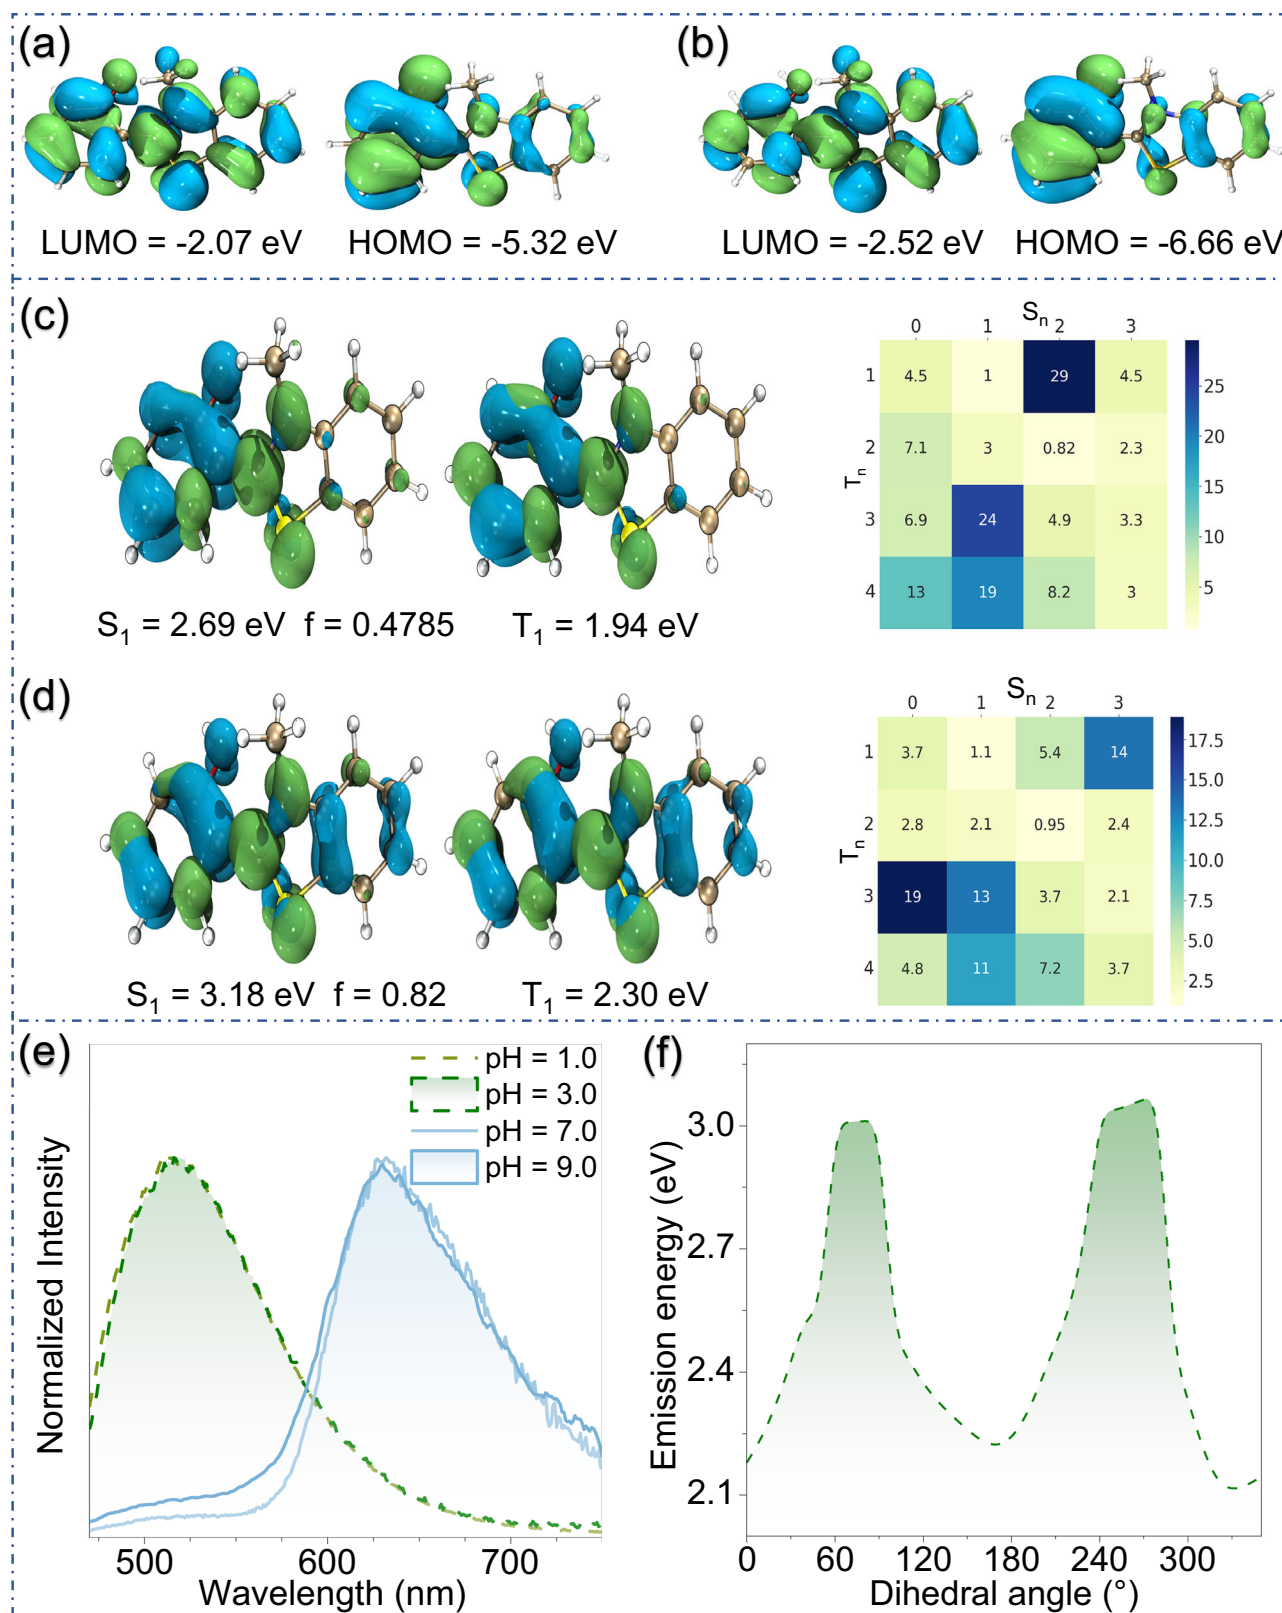 (a)
(b)
LUMO = -2.07 eV
HOMO = -5.32 eV
LUMO = -2.52 eV
HOMO = -6.66 eV
(c)
S1 = 2.69 eV f = 0.4785
T1 = 1.94 eV
Sn
0 1 2 3
Tn
1 4.5 1 29 4.5
2 7.1 3 0.82 2.3
3 6.9 24 4.9 3.3
4 13 19 8.2 3
25
20
15
10
5
(d)
S1 = 3.18 eV f = 0.82
T1 = 2.30 eV
Sn
0 1 2 3
Tn
1 3.7 1.1 5.4 14
2 2.8 2.1 0.95 2.4
3 19 13 3.7 2.1
4 4.8 11 7.2 3.7
17.5
15.0
12.5
10.0
7.5
5.0
2.5
(e)
pH = 1.0
pH = 3.0
pH = 7.0
pH = 9.0
Normalized Intensity
500 600 700
Wavelength (nm)
(f)
Emission energy (eV)
3.0
2.7
2.4
2.1
0 60 120 180 240 300
Dihedral angle (°)